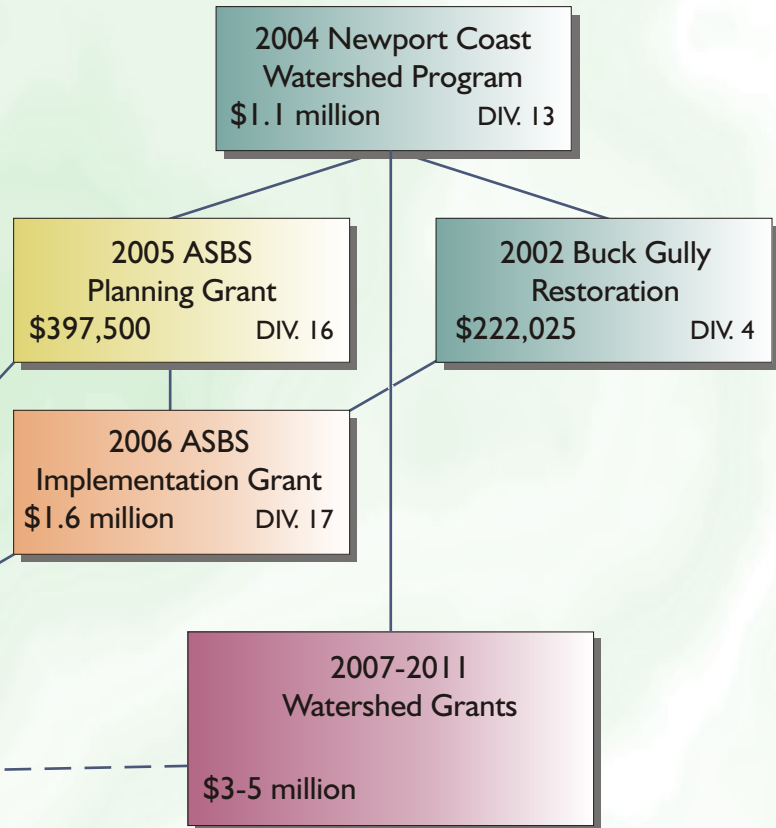 2004 Newport Coast
Watershed Program
$1.1 million DIV. 13
2005 ASBS
Planning Grant
$397,500 DIV. 16
2002 Buck Gully
Restoration
$222,025 DIV. 4
2006 ASBS
Implementation Grant
$1.6 million DIV. 17
2007-2011
Watershed Grants
$3-5 million